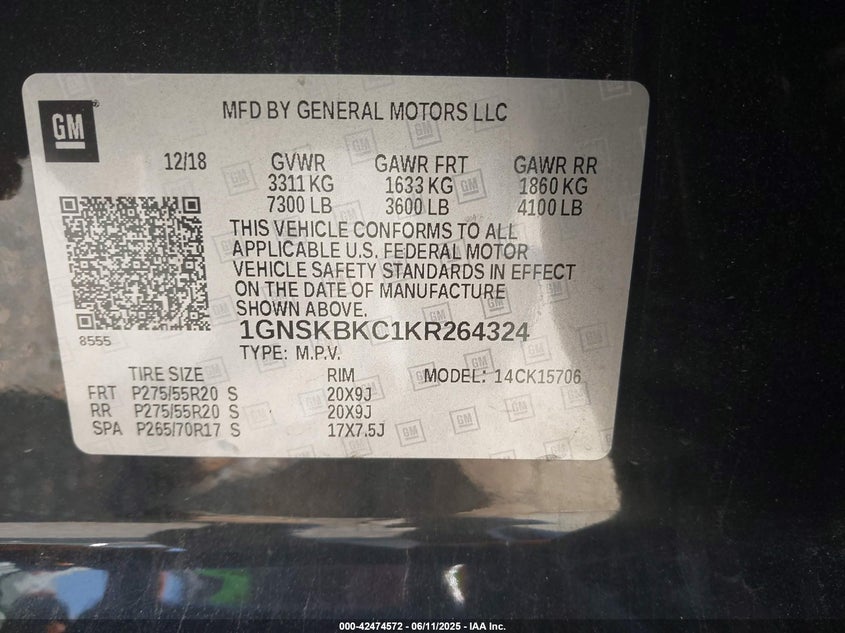 GM
MFD BY GENERAL MOTORS LLC
12/18 GVWR GAWR FRT GAWR RR
3311 KG 1633 KG 1860 KG
7300 LB 3600 LB 4100 LB
THIS VEHICLE CONFORMS TO ALL
APPLICABLE U.S. FEDERAL MOTOR
VEHICLE SAFETY STANDARDS IN EFFECT
ON THE DATE OF MANUFACTURE
SHOWN ABOVE.
1GNSKBKC1KR264324
8555
TYPE: M.P.V.
TIRE SIZE RIM MODEL: 14CK15706
FRT P275/55R20 S 20X9J
RR P275/55R20 S 20X9J
SPA P265/70R17 S 17X7.5J
000-42474572 - 06/11/2025 - IAA Inc.